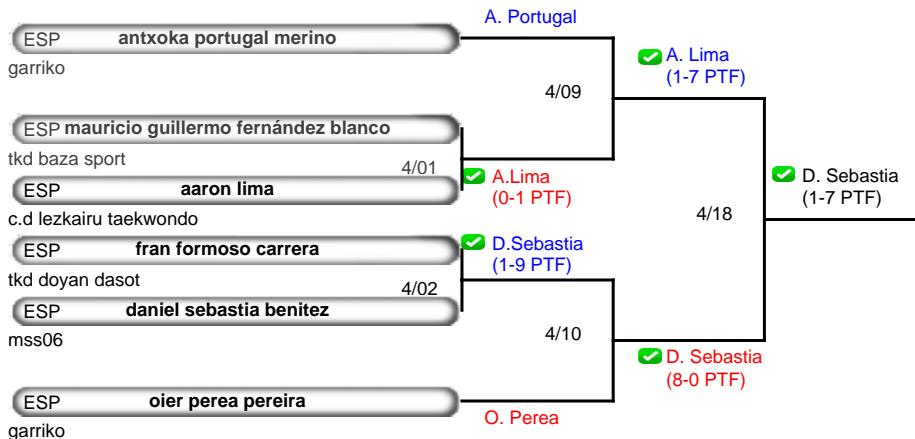 A. Portugal
ESP antxoka portugal merino
garriko
A. Lima
(1-7 PTF)
4/09
ESP mauricio guillermo fernández blanco
tkd baza sport
4/01
ESP aaron lima
A.Lima
(0-1 PTF)
c.d lezkairu taekwondo
D. Sebastia
(1-7 PTF)
4/18
ESP fran formoso carrera
D.Sebastia
(1-9 PTF)
tkd doyan dasot
4/02
ESP daniel sebastia benitez
mss06
4/10
D. Sebastia
(8-0 PTF)
ESP oier perea pereira
O. Perea
garriko